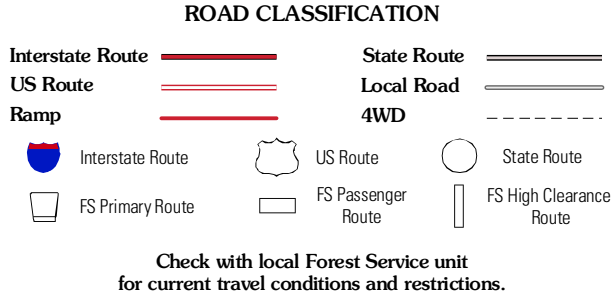 ROAD CLASSIFICATION
Interstate Route
State Route
US Route
Local Road
Ramp
4WD
Interstate Route
US Route
State Route
FS Primary Route
FS Passenger
Route
FS High Clearance
Route
Check with local Forest Service unit
for current travel conditions and restrictions.